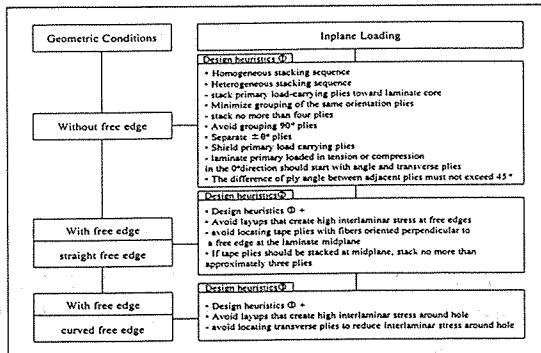 Geometric Conditions
Inplane Loading
Without free edge
Design heuristics ①
• Homogeneous stacking sequence
• Heterogeneous stacking sequence
- stack primary load-carrying plies toward laminate core
• Minimize grouping of the same orientation plies
- stack no more than four plies
• Avoid grouping 90° plies
• Separate ±θ° plies
• Shield primary load carrying plies
- laminate primary loaded in tension or compression
in the 0°direction should start with angle and transverse plies
• The difference of ply angle between adjacent plies must not exceed 45°
With free edge
straight free edge
Design heuristics
• Design heuristics ① +
• Avoid layups that create high interlaminar stress at free edges
- avoid locating tape plies with fibers oriented perpendicular to
a free edge at the laminate midplane
• If tape plies should be stacked at midplane, stack no more than
approximately three plies
With free edge
curved free edge
Design heuristics
• Design heuristics ① +
• Avoid layups that create high interlaminar stress around hole
- avoid locating transverse plies to reduce interlaminar stress around hole